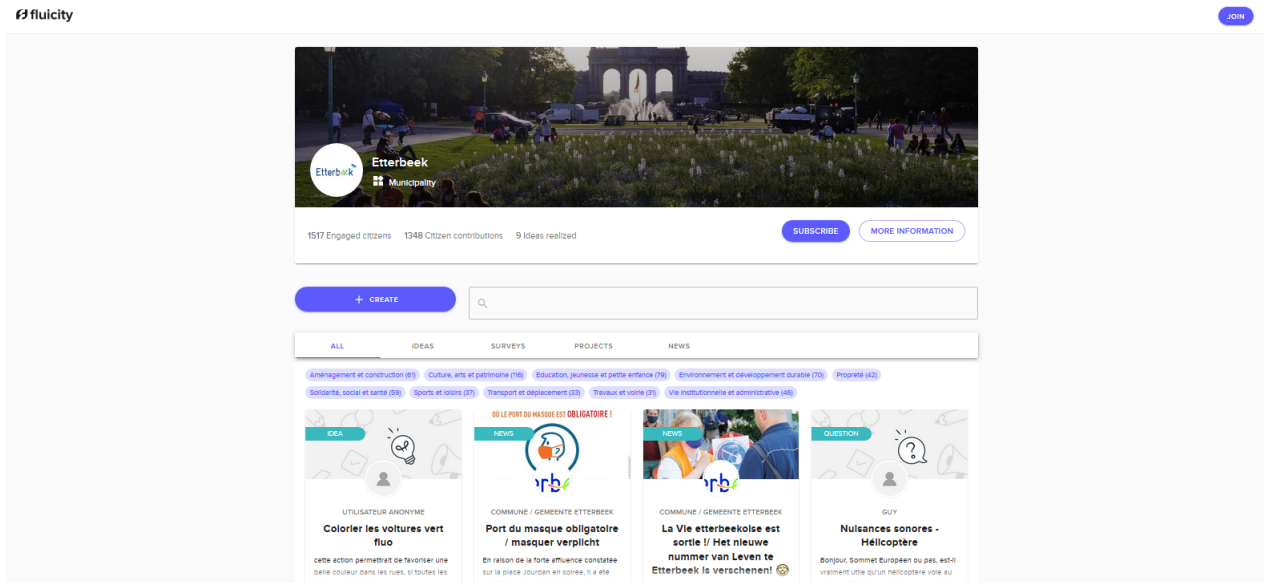 fluicity
JOIN
Etterbeek
Etterbeek
Municipality
1517 Engaged citizens 1348 Citizen contributions 9 Ideas realized
SUBSCRIBE MORE INFORMATION
+ CREATE
ALL IDEAS SURVEYS PROJECTS NEWS
Aménagement et construction (61) Culture, arts et patrimoine (116) Education, jeunesse et petite enfance (79) Environnement et développement durable (70) Propreté (42)
Solidarité, social et santé (59) Sports et loisirs (37) Transport et déplacement (33) Travaux et voirie (31) Vie institutionnelle et administrative (48)
IDEA
UTILISATEUR ANONYME
Colorier les voitures vert
fluo
cette action permettrait de favoriser une
belle couleur dans les rues, si toutes les
OÙ LE PORT DU MASQUE EST OBLIGATOIRE !
NEWS
COMMUNE / GEMEENTE ETTERBEEK
Port du masque obligatoire
/ masquer verplicht
En raison de la forte affluence constatée
sur la place Jourdan en soirée, il a été
NEWS
COMMUNE / GEMEENTE ETTERBEEK
La Vie etterbeekoise est
sortie !/ Het nieuwe
nummer van Leven te
Etterbeek is verschenen!
QUESTION
GUY
Nuisances sonores -
Hélicoptère
Bonjour, Sommet Européen ou pas, est-il
vraiment utile qu'un hélicoptère vole au